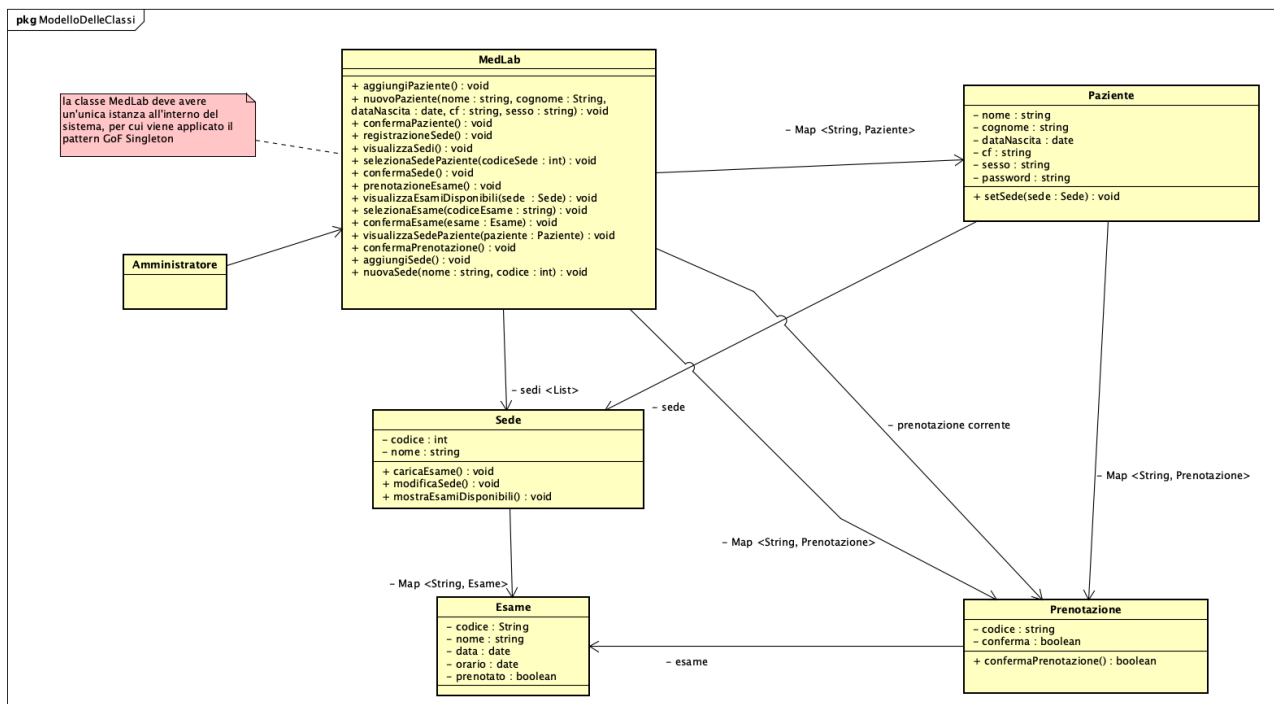 pkg ModelloDelleClassi
la classe MedLab deve avere
un'unica istanza all'interno del
sistema, per cui viene applicato il
pattern GoF Singleton
MedLab
+ aggiungiPaziente() : void
+ nuovoPaziente(nome : string, cognome : String,
dataNascita : date, cf : string, sesso : string) : void
+ confermaPaziente() : void
+ registrazioneSede() : void
+ visualizzaSedi() : void
+ selezionaSedePaziente(codiceSede : int) : void
+ confermaSede() : void
+ prenotazioneEsame() : void
+ visualizzaEsamiDisponibili(sede : Sede) : void
+ selezionaEsame(codiceEsame : string) : void
+ confermaEsame(esame : Esame) : void
+ visualizzaSedePaziente(paziente : Paziente) : void
+ confermaPrenotazione() : void
+ aggiungiSede() : void
+ nuovaSede(nome : string, codice : int) : void
– Map <String, Paziente>
Paziente
– nome : string
– cognome : string
– dataNascita : date
– cf : string
– sesso : string
– password : string
+ setSede(sede : Sede) : void
Amministratore
– sedi <List>
– sede
Sede
– codice : int
– nome : string
+ caricaEsame() : void
+ modificaSede() : void
+ mostraEsamiDisponibili() : void
– prenotazione corrente
– Map <String, Prenotazione>
– Map <String, Prenotazione>
– Map <String, Esame>
Esame
– codice : String
– nome : string
– data : date
– orario : date
– prenotato : boolean
– esame
Prenotazione
– codice : string
– conferma : boolean
+ confermaPrenotazione() : boolean